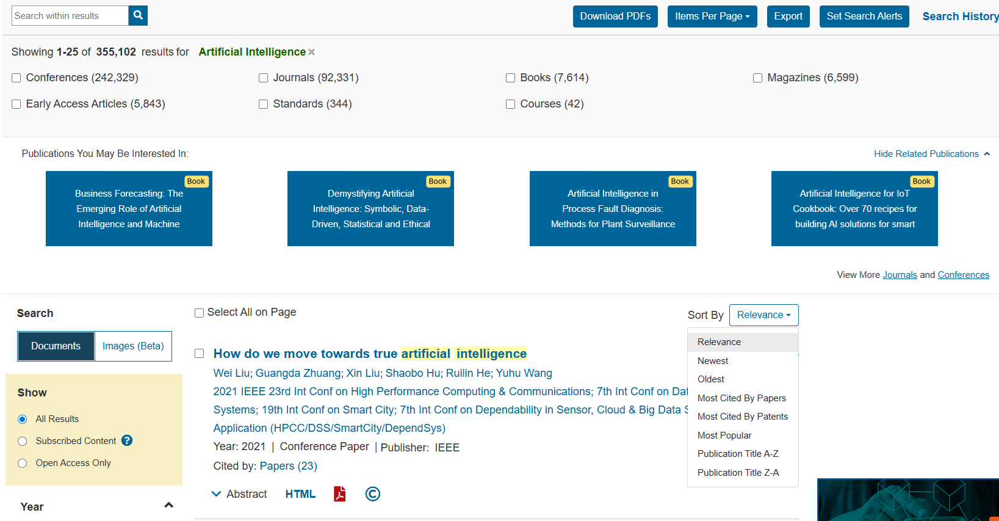 Search within results
Download PDFs
Items Per Page
Export
Set Search Alerts
Search History
Showing 1-25 of 355,102 results for Artificial Intelligence
Conferences (242,329)
Journals (92,331)
Books (7,614)
Magazines (6,599)
Early Access Articles (5,843)
Standards (344)
Courses (42)
Publications You May Be Interested In:
Hide Related Publications
Book
Business Forecasting: The
Emerging Role of Artificial
Intelligence and Machine
Book
Demystifying Artificial
Intelligence: Symbolic, Data-
Driven, Statistical and Ethical
Book
Artificial Intelligence in
Process Fault Diagnosis:
Methods for Plant Surveillance
Book
Artificial Intelligence for IoT
Cookbook: Over 70 recipes for
building AI solutions for smart
View More Journals and Conferences
Search
Documents
Images (Beta)
Show
All Results
Subscribed Content ?
Open Access Only
Year
Select All on Page
Sort By
Relevance
Relevance
Newest
Oldest
Most Cited By Papers
Most Cited By Patents
Most Popular
Publication Title A-Z
Publication Title Z-A
How do we move towards true artificial intelligence
Wei Liu; Guangda Zhuang; Xin Liu; Shaobo Hu; Ruilin He; Yuhu Wang
2021 IEEE 23rd Int Conf on High Performance Computing & Communications; 7th Int Conf on Dat
Systems; 19th Int Conf on Smart City; 7th Int Conf on Dependability in Sensor, Cloud & Big Data S
Application (HPCC/DSS/SmartCity/DependSys)
Year: 2021 | Conference Paper | Publisher: IEEE
Cited by: Papers (23)
Abstract
HTML
©